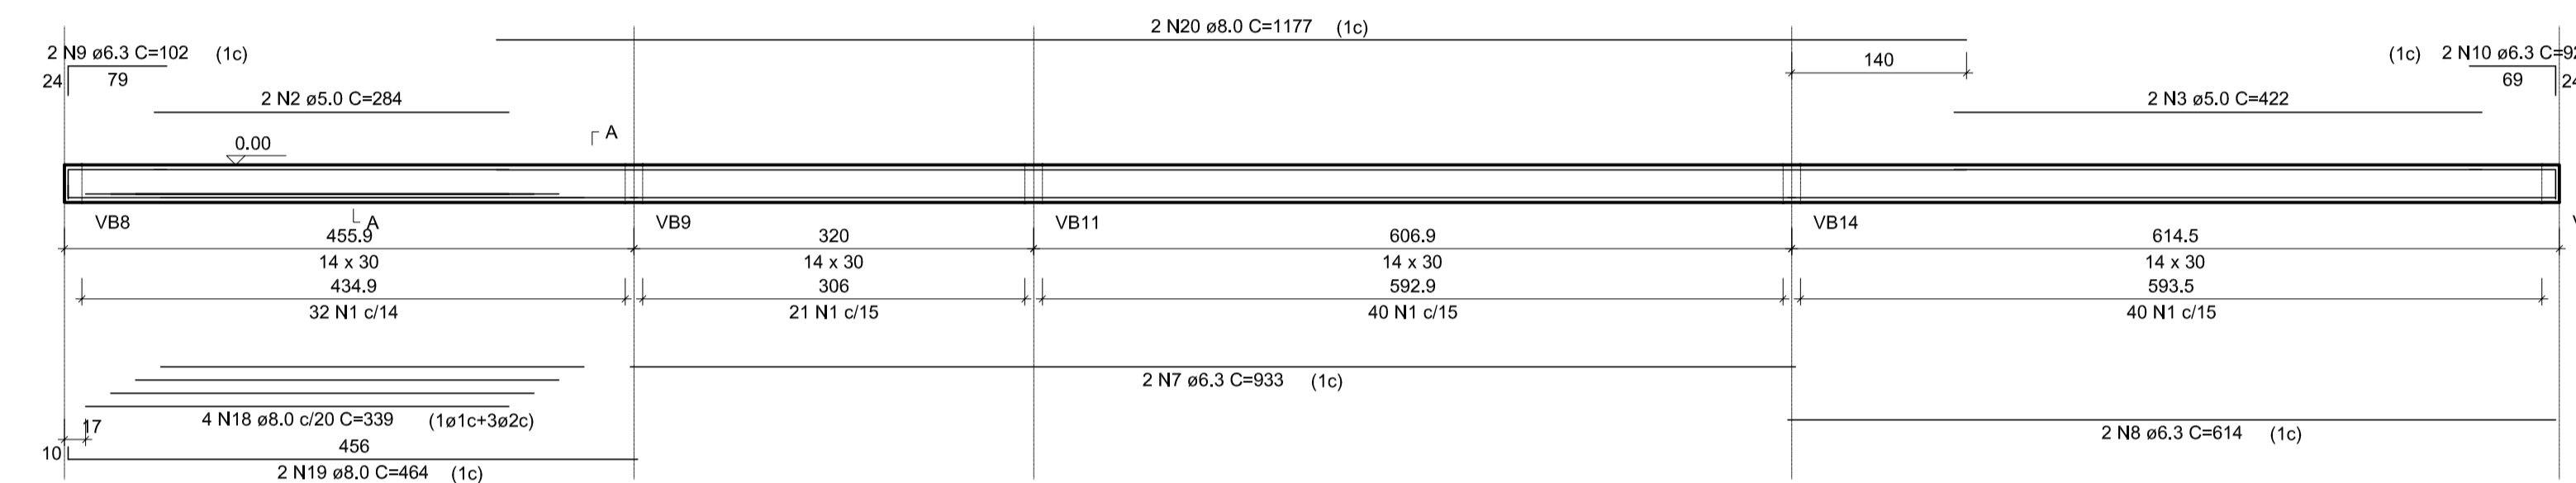 2 N20 ø8.0 C=1177 (1c)
2 N9 ø6.3 C=102 (1c)
(1c) 2 N10 ø6.3 C=92
140
24
79
69
24
2 N2 ø5.0 C=284
2 N3 ø5.0 C=422
A
0.00
VB8
A
VB9
VB11
VB14
455.9
320
606.9
614.5
14 x 30
14 x 30
14 x 30
14 x 30
434.9
306
592.9
593.5
32 N1 c/14
21 N1 c/15
40 N1 c/15
40 N1 c/15
2 N7 ø6.3 C=933 (1c)
4 N18 ø8.0 c/20 C=339 (1ø1c+3ø2c)
17
2 N8 ø6.3 C=614 (1c)
456
10
2 N19 ø8.0 C=464 (1c)